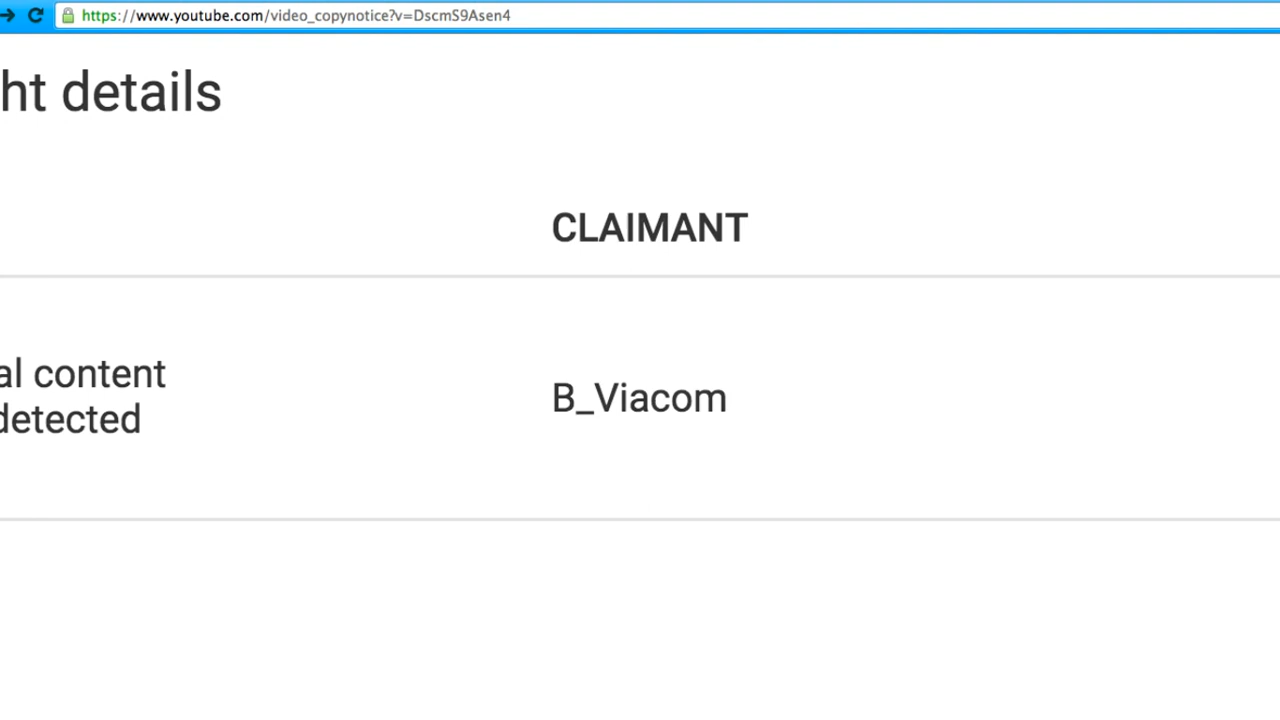 https://www.youtube.com/video_copynotice?v=DscmS9Asen4
ht details
CLAIMANT
al content
detected
B_Viacom